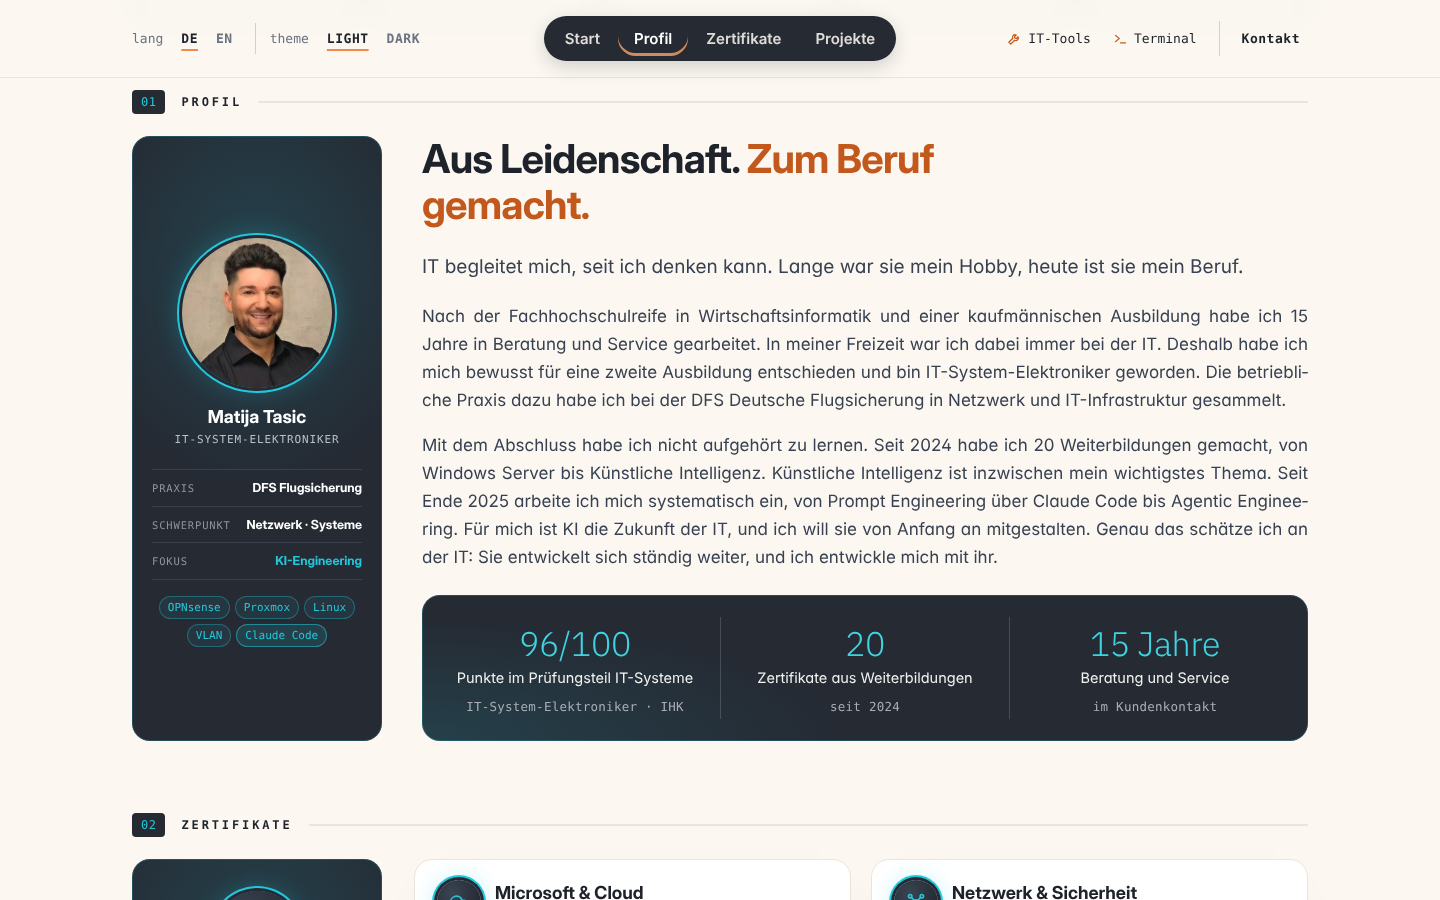 lang DE EN theme LIGHT DARK
Start Profil Zertifikate Projekte
IT-Tools Terminal Kontakt
01 PROFIL
Matija Tasic
IT-SYSTEM-ELEKTRONIKER
PRAXIS DFS Flugsicherung
SCHWERPUNKT Netzwerk · Systeme
FOKUS KI-Engineering
OPNsense Proxmox Linux
VLAN Claude Code
Aus Leidenschaft. Zum Beruf
gemacht.
IT begleitet mich, seit ich denken kann. Lange war sie mein Hobby, heute ist sie mein Beruf.
Nach der Fachhochschulreife in Wirtschaftsinformatik und einer kaufmännischen Ausbildung habe ich 15
Jahre in Beratung und Service gearbeitet. In meiner Freizeit war ich dabei immer bei der IT. Deshalb habe ich
mich bewusst für eine zweite Ausbildung entschieden und bin IT-System-Elektroniker geworden. Die betriebli-
che Praxis dazu habe ich bei der DFS Deutsche Flugsicherung in Netzwerk und IT-Infrastruktur gesammelt.
Mit dem Abschluss habe ich nicht aufgehört zu lernen. Seit 2024 habe ich 20 Weiterbildungen gemacht, von
Windows Server bis Künstliche Intelligenz. Künstliche Intelligenz ist inzwischen mein wichtigstes Thema. Seit
Ende 2025 arbeite ich mich systematisch ein, von Prompt Engineering über Claude Code bis Agentic Enginee-
ring. Für mich ist KI die Zukunft der IT, und ich will sie von Anfang an mitgestalten. Genau das schätze ich an
der IT: Sie entwickelt sich ständig weiter, und ich entwickle mich mit ihr.
96/100
Punkte im Prüfungsteil IT-Systeme
IT-System-Elektroniker · IHK
20
Zertifikate aus Weiterbildungen
seit 2024
15 Jahre
Beratung und Service
im Kundenkontakt
02 ZERTIFIKATE
Microsoft & Cloud
Netzwerk & Sicherheit